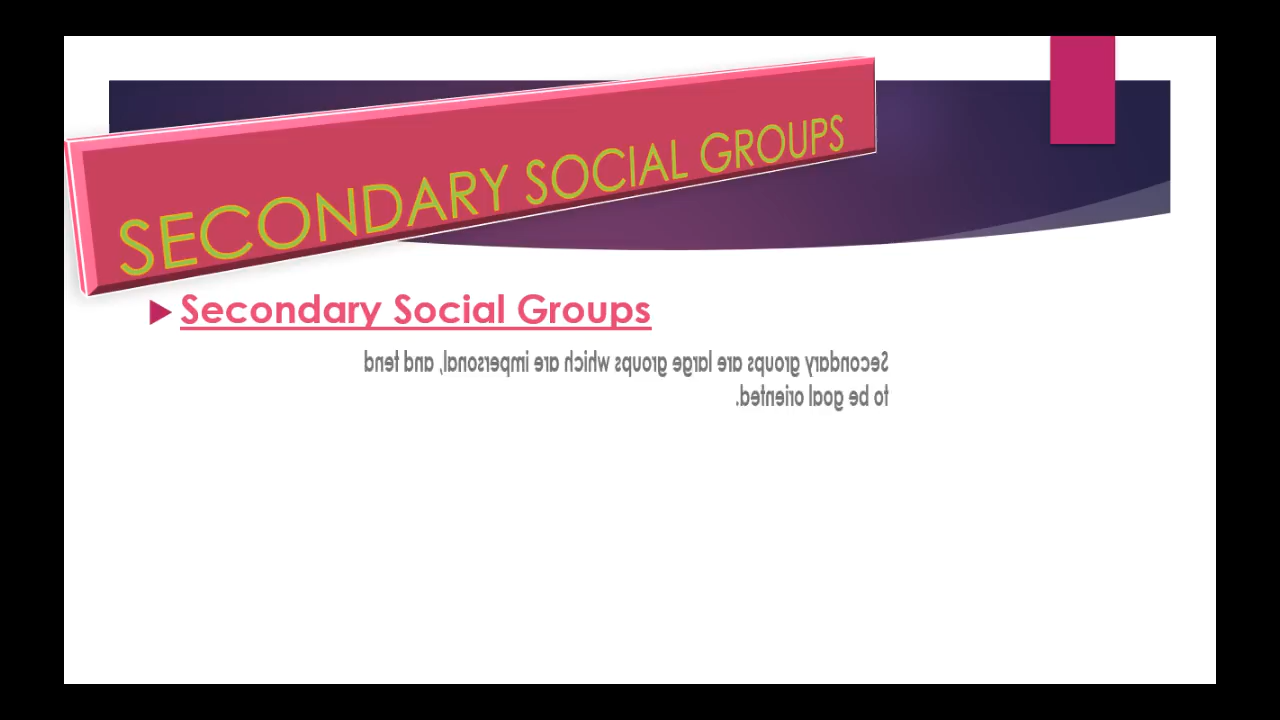 SECONDARY SOCIAL GROUPS
Secondary Social Groups
Secondary groups are large groups which are impersonal, and tend
to be goal oriented.